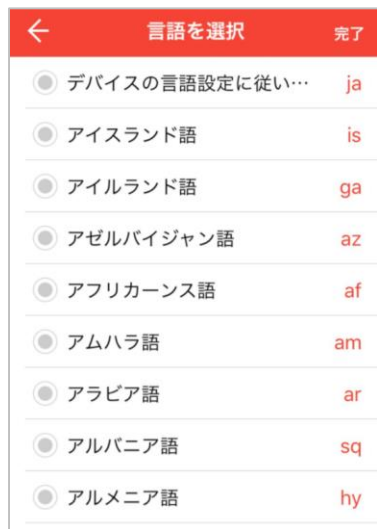 言語を選択 完了
デバイスの言語設定に従い… ja
アイスランド語 is
アイルランド語 ga
アゼルバイジャン語 az
アフリカーンス語 af
アムハラ語 am
アラビア語 ar
アルバニア語 sq
アルメニア語 hy